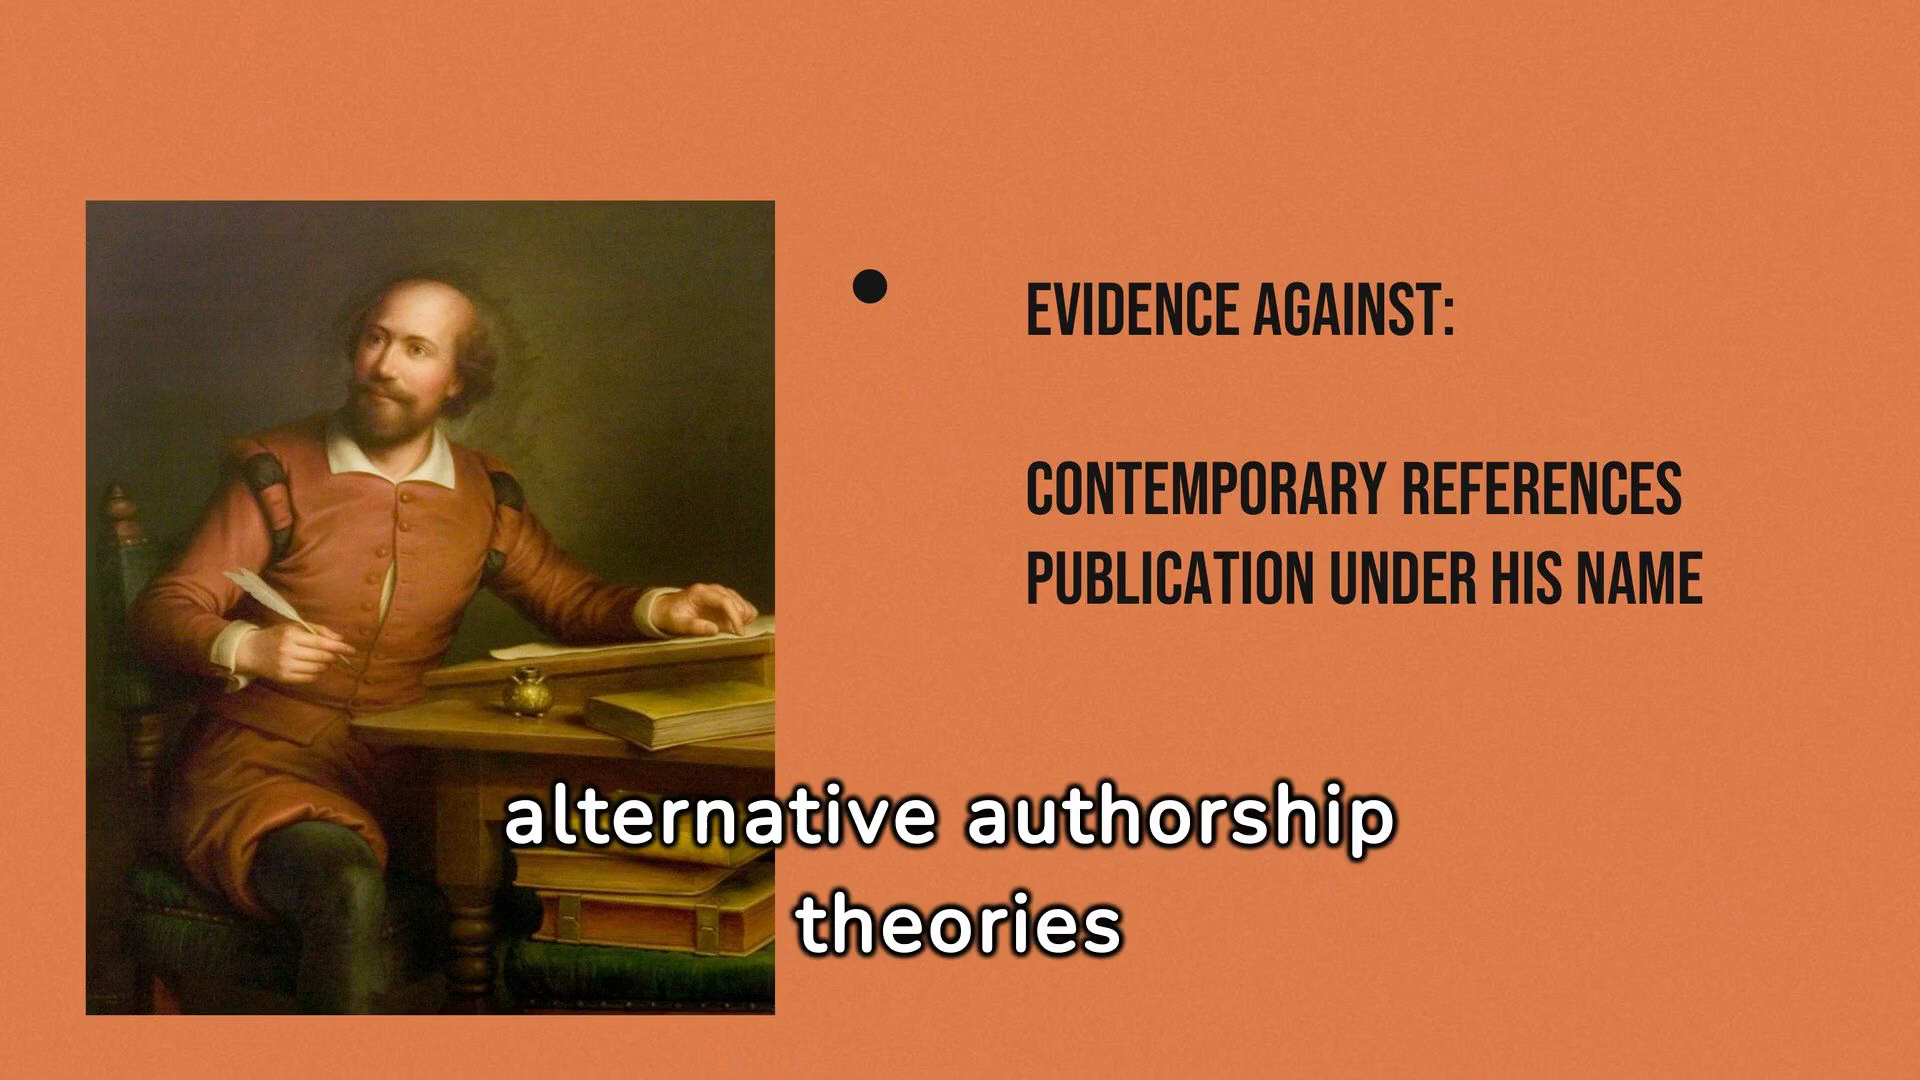 EVIDENCE AGAINST:
CONTEMPORARY REFERENCES
PUBLICATION UNDER HIS NAME
alternative authorship
theories